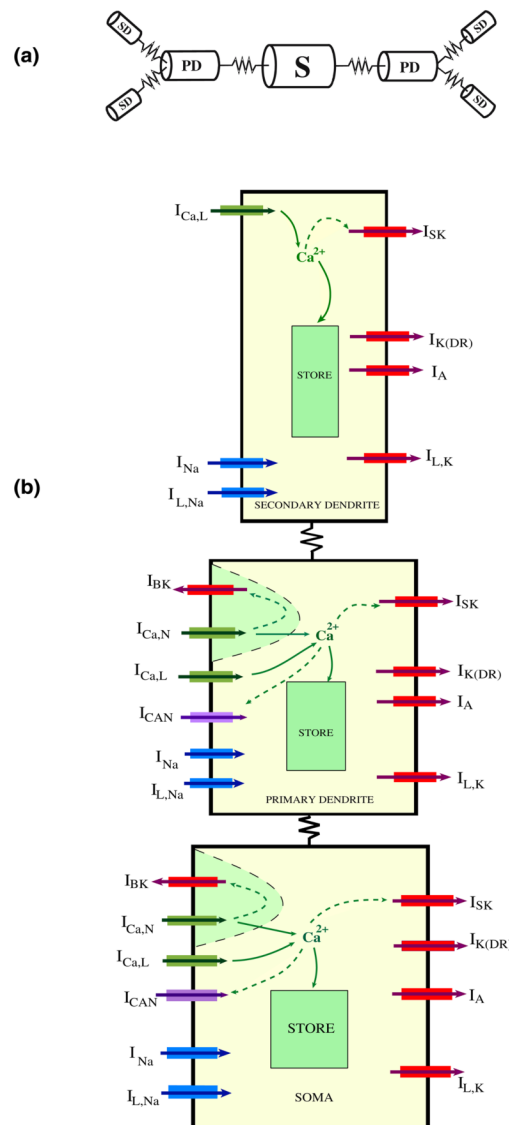 (a)
SD SD
PD S PD
SD SD
(b)
I_Ca,L
I_SK
Ca2+
I_K(DR)
STORE
I_A
I_Na
I_L,K
I_L,Na
SECONDARY DENDRITE
I_BK
I_SK
I_Ca,N
Ca2+
I_Ca,L
I_K(DR)
I_CAN
I_A
STORE
I_Na
I_L,Na
I_L,K
PRIMARY DENDRITE
I_BK
I_SK
I_Ca,N
Ca2+
I_K(DR
I_Ca,L
I_CAN
I_A
STORE
I_Na
I_L,K
I_L,Na
SOMA